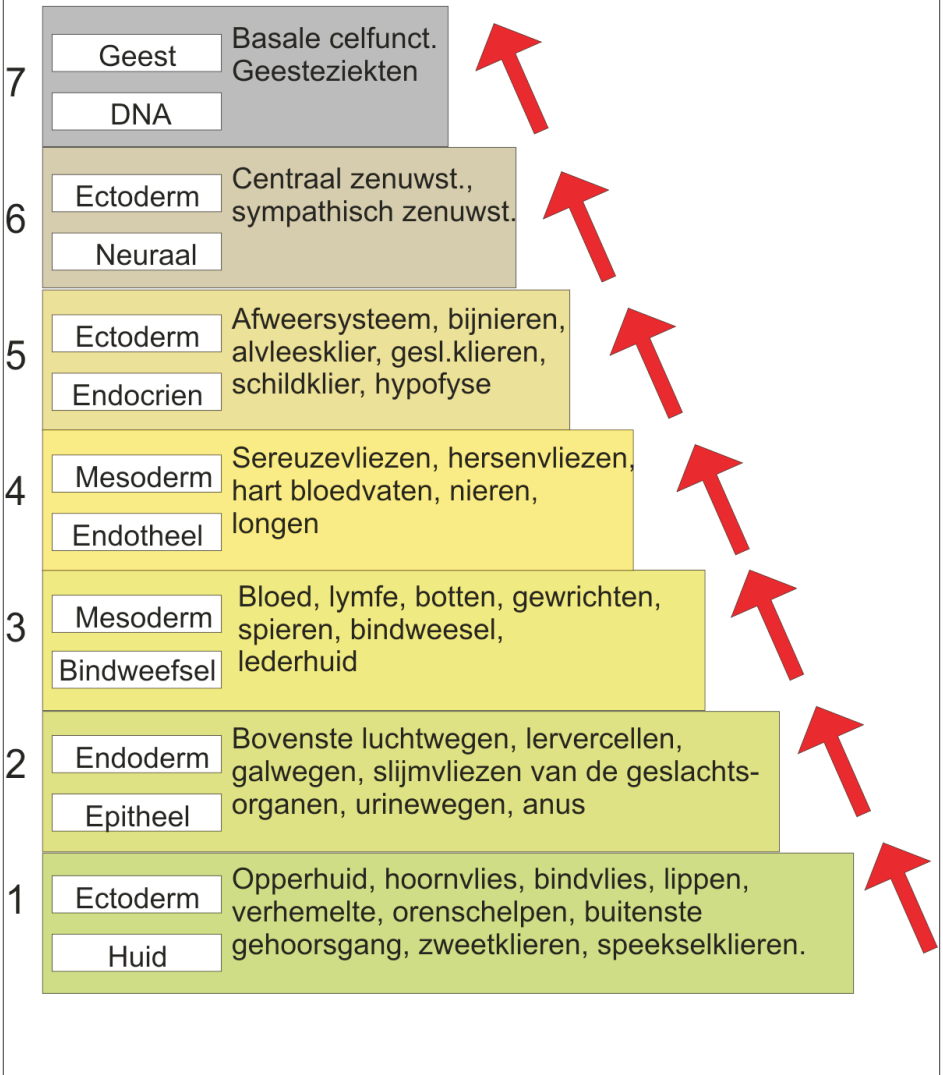 7
Geest
DNA
Basale celfunct.
Geesteziekten
6
Ectoderm
Neuraal
Centraal zenuwst.,
sympathisch zenuwst.
5
Ectoderm
Endocrien
Afweersysteem, bijnieren,
alvleesklier, gesl.klieren,
schildklier, hypofyse
4
Mesoderm
Endotheel
Sereuzevliezen, hersenvliezen,
hart bloedvaten, nieren,
longen
3
Mesoderm
Bindweefsel
Bloed, lymfe, botten, gewrichten,
spieren, bindweesel,
lederhuid
2
Endoderm
Epitheel
Bovenste luchtwegen, lervercellen,
galwegen, slijmvliezen van de geslachts-
organen, urinewegen, anus
1
Ectoderm
Huid
Opperhuid, hoornvlies, bindvlies, lippen,
verhemelte, orenschelpen, buitenste
gehoorsgang, zweetklieren, speekselklieren.